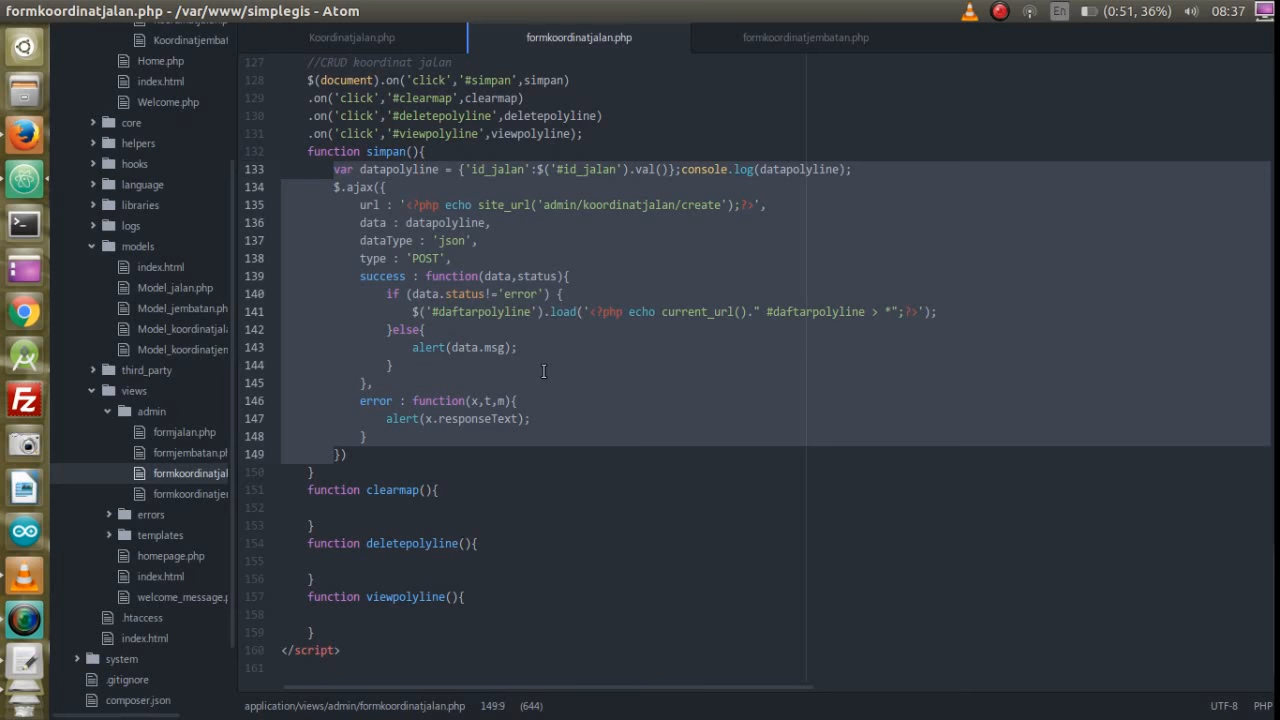 formkoordinatjalan.php - /var/www/simplegis - Atom
En
(0:51, 36%)
08:37
Koordinatjembat
Home.php
index.html
Welcome.php
core
helpers
hooks
language
libraries
logs
models
index.html
Model_jalan.php
Model_jembatan.ph
Model_koordinatjala
Model_koordinatjen
third_party
views
admin
formjalan.php
formjembatan.ph
formkoordinatjal
formkoordinatjer
errors
templates
homepage.php
index.html
welcome_message.p
.htaccess
index.html
system
.gitignore
composer.json
Koordinatjalan.php
formkoordinatjalan.php
formkoordinatjembatan.php
127 //CRUD koordinat jalan
128 $(document).on('click','#simpan',simpan)
129 .on('click','#clearmap',clearmap)
130 .on('click','#deletepolyline',deletepolyline)
131 .on('click','#viewpolyline',viewpolyline);
132 function simpan(){
133 var datapolyline = {'id_jalan':$('#id_jalan').val()};console.log(datapolyline);
134 $.ajax({
135 url : '<?php echo site_url('admin/koordinatjalan/create');?>',
136 data : datapolyline,
137 dataType : 'json',
138 type : 'POST',
139 success : function(data,status){
140 if (data.status!='error') {
141 $('#daftarpolyline').load('<?php echo current_url()." #daftarpolyline > *";?>');
142 }else{
143 alert(data.msg);
144 }
145 },
146 error : function(x,t,m){
147 alert(x.responseText);
148 }
149 })
150 }
151 function clearmap(){
152
153 }
154 function deletepolyline(){
155
156 }
157 function viewpolyline(){
158
159 }
160 </script>
161
application/views/admin/formkoordinatjalan.php 149:9 (644)
UTF-8 PHP